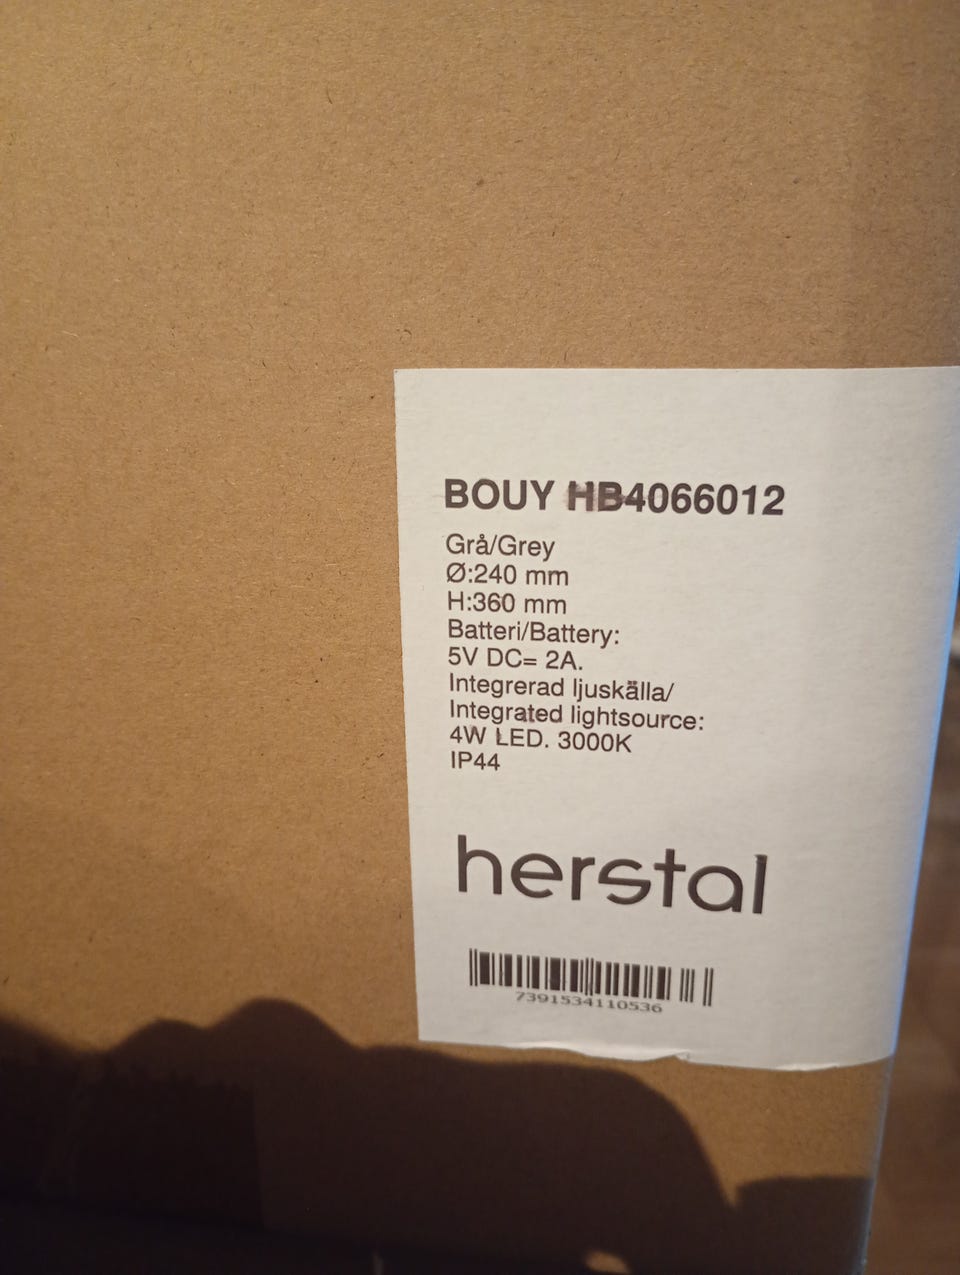 BOUY HB4066012
Grå/Grey
Ø:240 mm
H:360 mm
Batteri/Battery:
5V DC= 2A.
Integrerad ljuskälla/
Integrated lightsource:
4W LED. 3000K
IP44
herstal
7391534110536